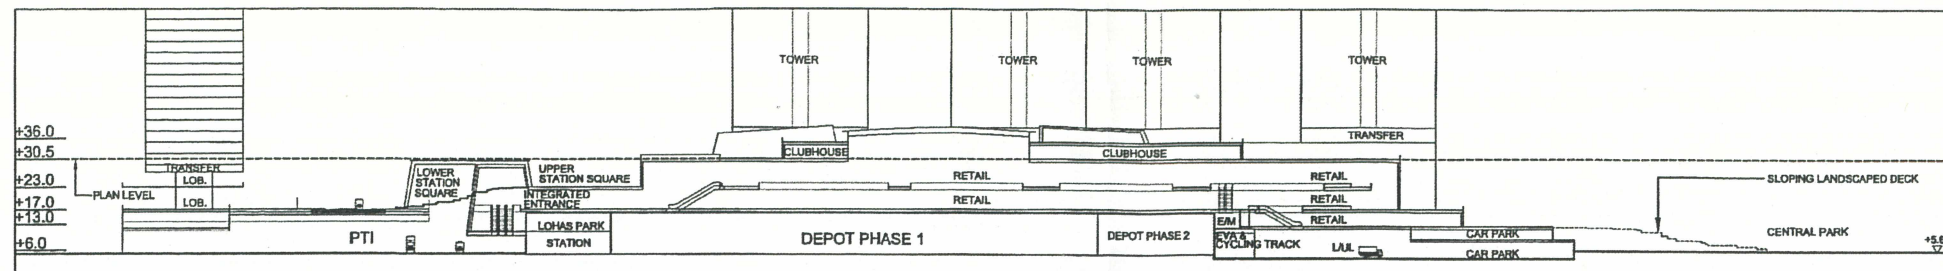 TOWER
TOWER
TOWER
TOWER
+36.0
TRANSFER
+30.5
CLUBHOUSE
CLUBHOUSE
TRANSFER
LOWER
STATION
SQUARE
UPPER
STATION SQUARE
RETAIL
RETAIL
LOB.
+23.0
PLAN LEVEL
SLOPING LANDSCAPED DECK
INTEGRATED
ENTRANCE
RETAIL
RETAIL
+17.0
LOB.
+13.0
LOHAS PARK
STATION
E/M
RETAIL
PTI
DEPOT PHASE 1
DEPOT PHASE 2
EVA &
CYCLING TRACK
L/UL
CAR PARK
CAR PARK
CENTRAL PARK
+6.0
+5.6